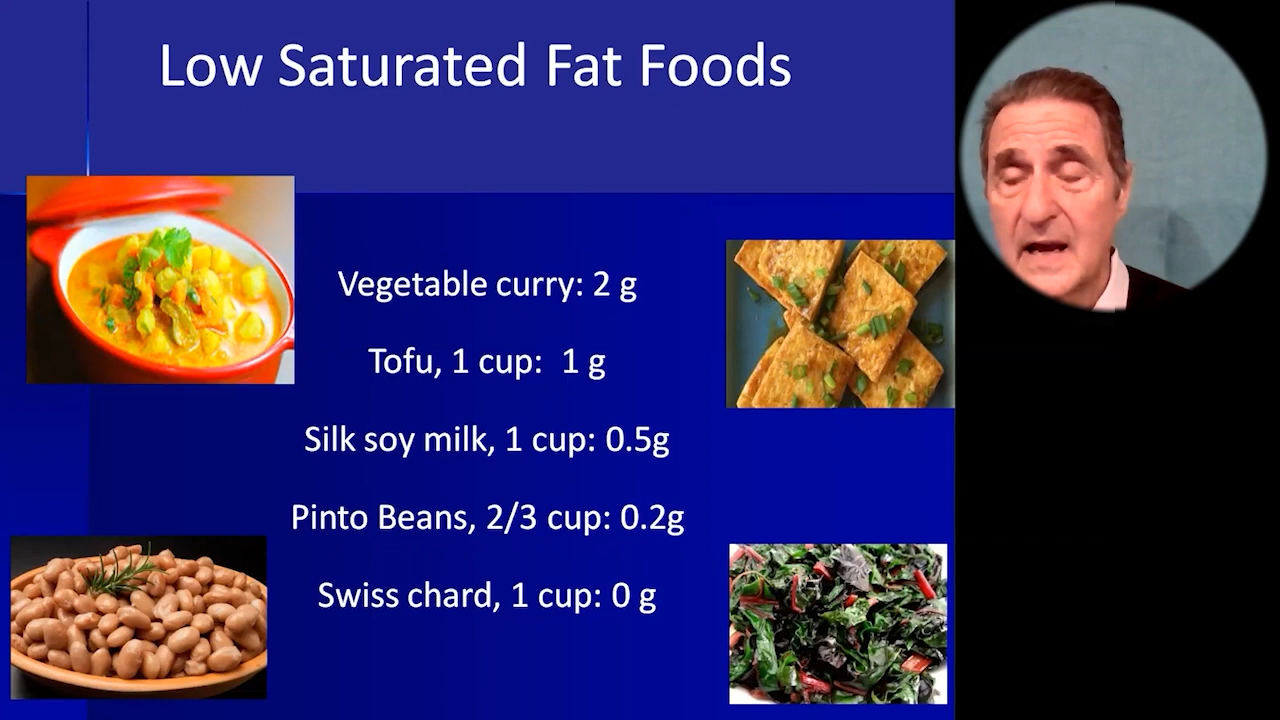 Low Saturated Fat Foods
Vegetable curry: 2 g
Tofu, 1 cup:  1 g
Silk soy milk, 1 cup: 0.5g
Pinto Beans, 2/3 cup: 0.2g
Swiss chard, 1 cup: 0 g